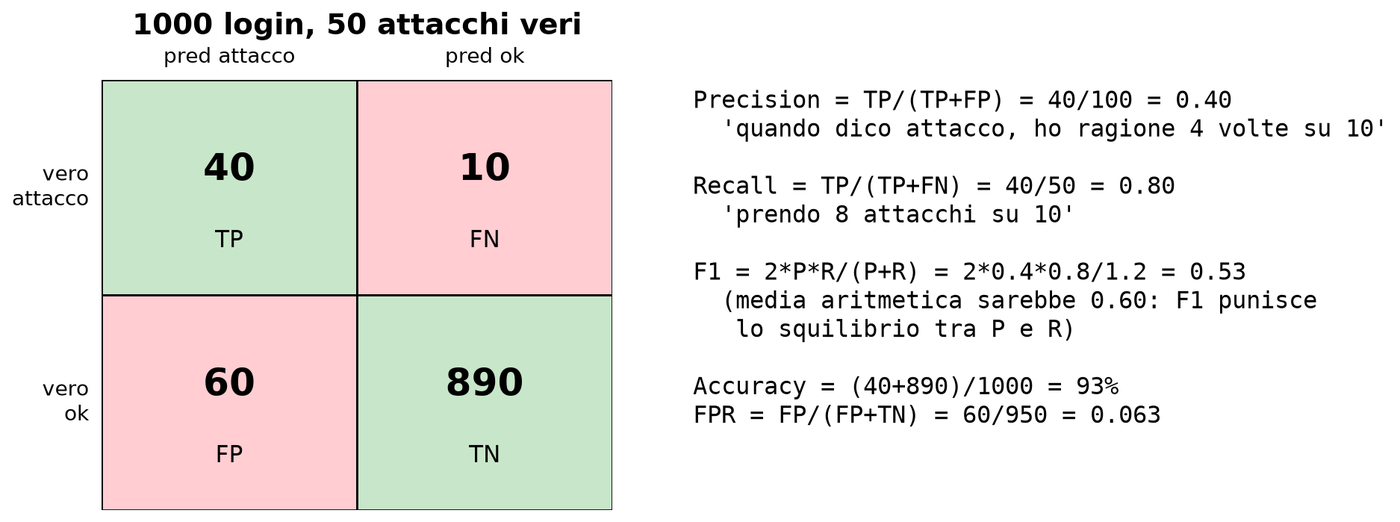 1000 login, 50 attacchi veri
pred attacco pred ok
vero
attacco
40
TP
10
FN
vero
ok
60
FP
890
TN
Precision = TP/(TP+FP) = 40/100 = 0.40
'quando dico attacco, ho ragione 4 volte su 10'
Recall = TP/(TP+FN) = 40/50 = 0.80
'prendo 8 attacchi su 10'
F1 = 2*P*R/(P+R) = 2*0.4*0.8/1.2 = 0.53
(media aritmetica sarebbe 0.60: F1 punisce
lo squilibrio tra P e R)
Accuracy = (40+890)/1000 = 93%
FPR = FP/(FP+TN) = 60/950 = 0.063